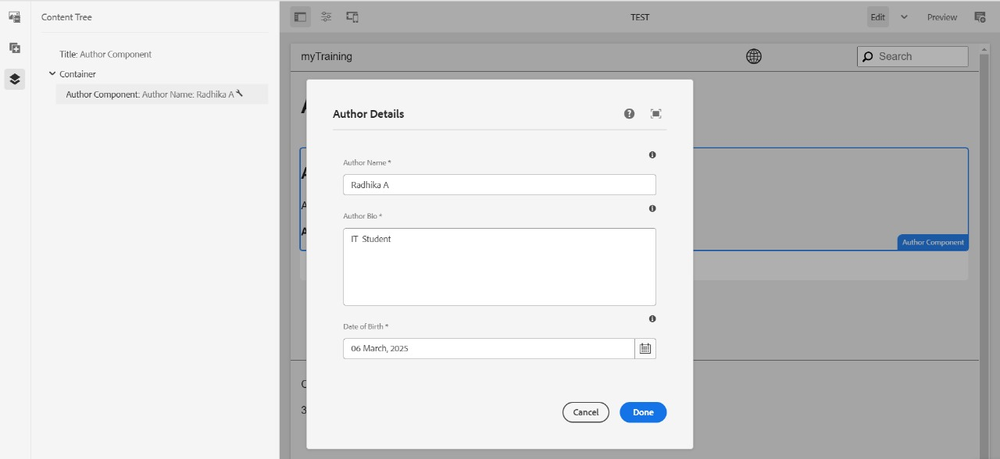 Content Tree
TEST
Edit
Preview
Title: Author Component
Container
Author Component: Author Name: Radhika A
myTraining
Search
Author Details
Author Name *
Radhika A
Author Bio *
IT  Student
Date of Birth *
06 March, 2025
Cancel
Done
Author Component